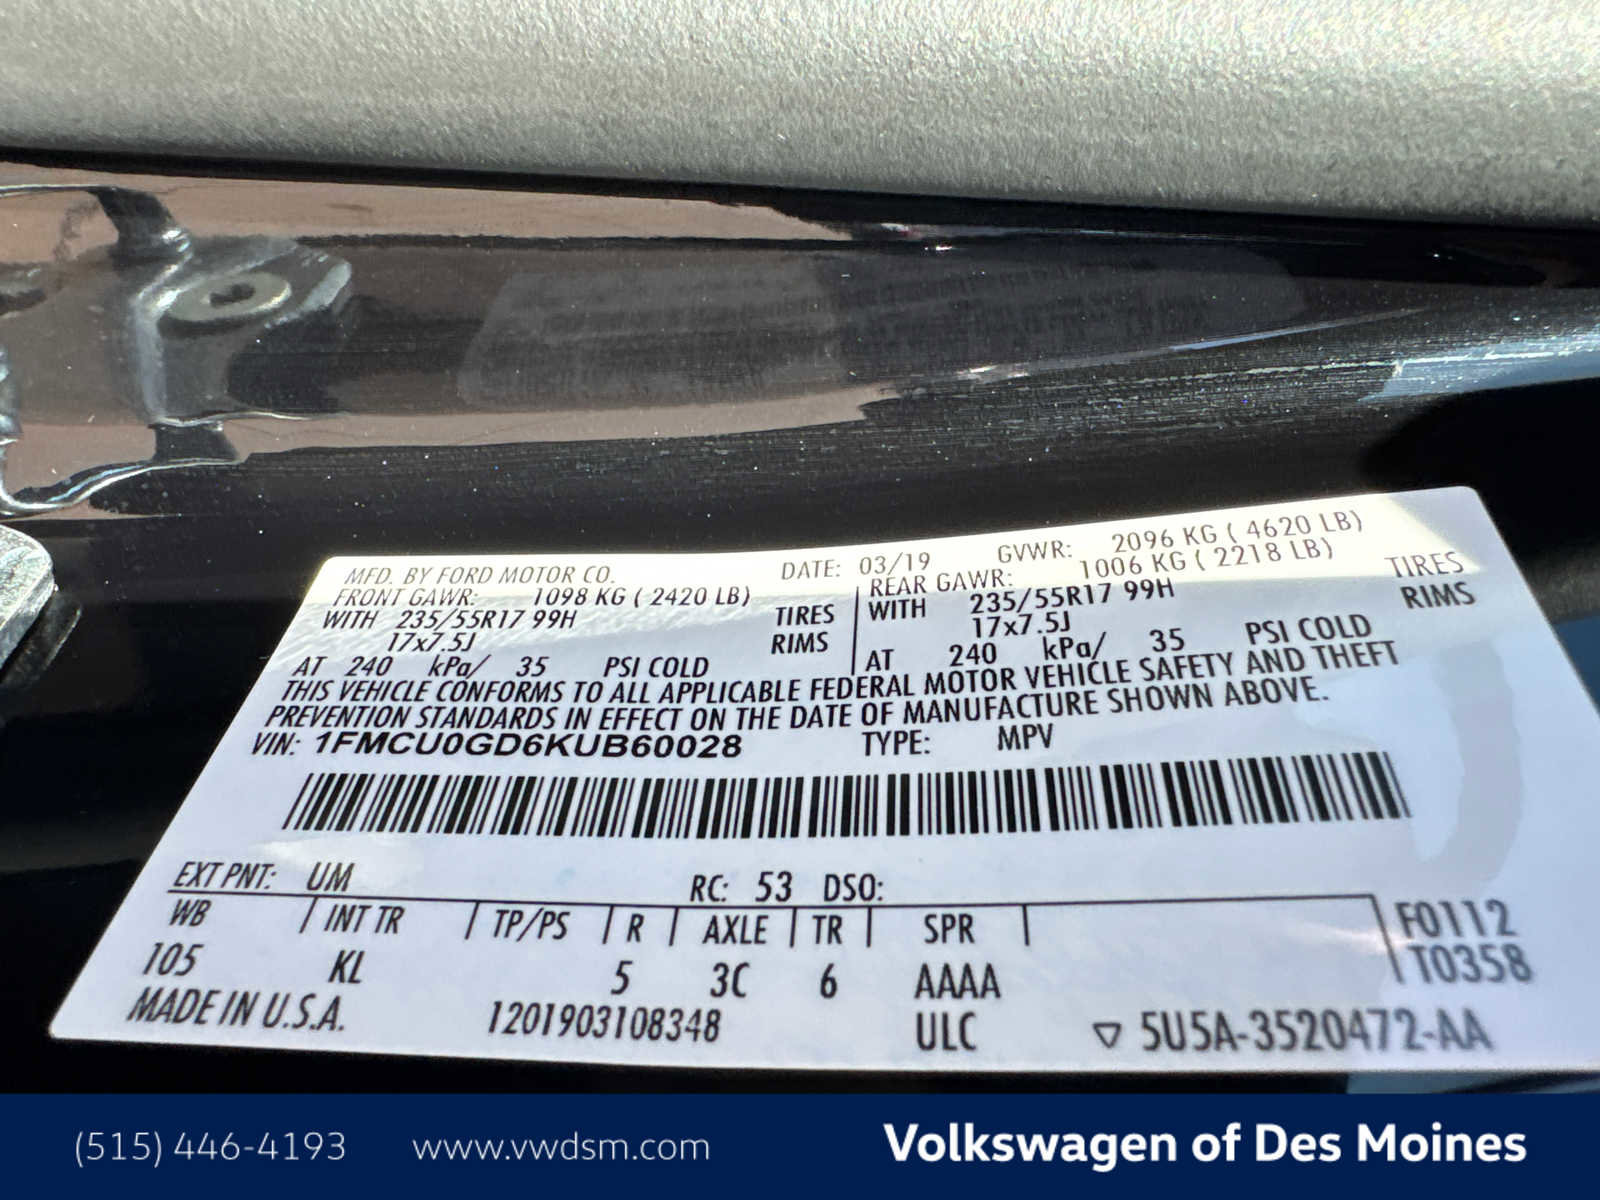 MFD. BY FORD MOTOR CO. DATE: 03/19 GVWR: 2096 KG ( 4620 LB)
FRONT GAWR: 1098 KG ( 2420 LB) REAR GAWR: 1006 KG ( 2218 LB)
WITH 235/55R17 99H TIRES WITH 235/55R17 99H TIRES
17x7.5J RIMS 17x7.5J RIMS
AT 240 kPa/ 35 PSI COLD AT 240 kPa/ 35 PSI COLD
THIS VEHICLE CONFORMS TO ALL APPLICABLE FEDERAL MOTOR VEHICLE SAFETY AND THEFT
PREVENTION STANDARDS IN EFFECT ON THE DATE OF MANUFACTURE SHOWN ABOVE.
VIN: 1FMCU0GD6KUB60028 TYPE: MPV
EXT PNT: UM RC: 53 DSO:
WB INT TR TP/PS R AXLE TR SPR F0112
105 KL 5 3C 6 AAAA T0358
MADE IN U.S.A. 1201903108348 ULC ▽ 5U5A-3520472-AA
(515) 446-4193 www.vwdsm.com Volkswagen of Des Moines